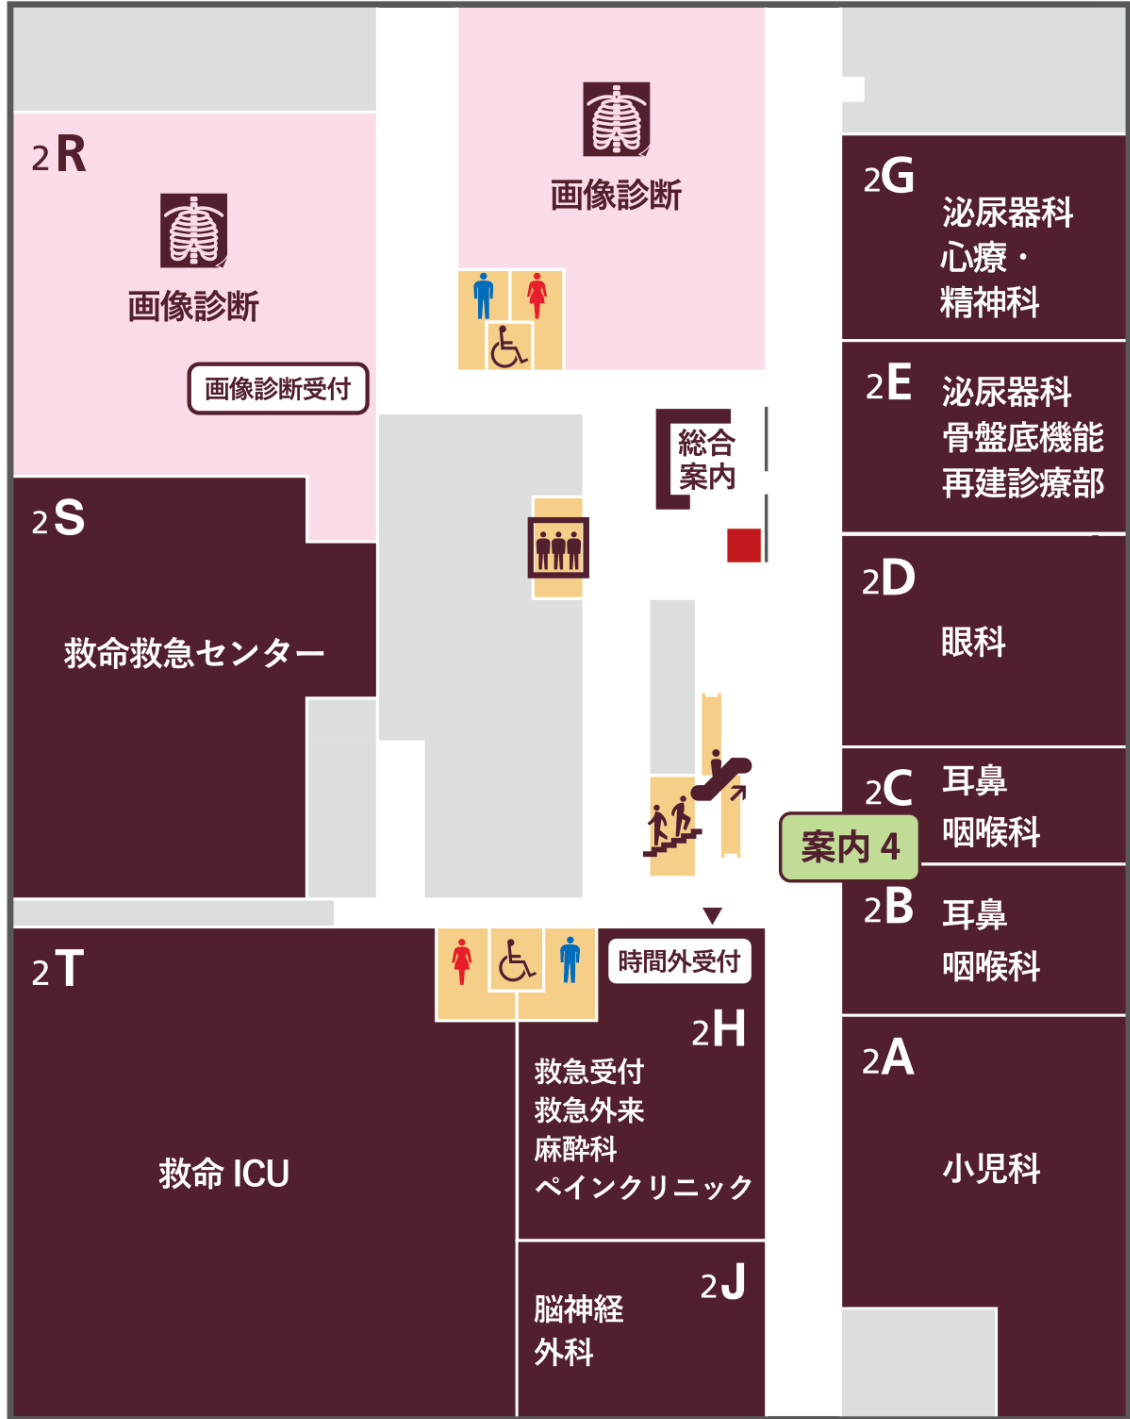 2R
画像診断
画像診断受付
画像診断
2G
泌尿器科
心療・
精神科
2E
泌尿器科
骨盤底機能
再建診療部
総合
案内
2S
救命救急センター
2D
眼科
2C
耳鼻
咽喉科
案内 4
2B
耳鼻
咽喉科
2T
救命 ICU
時間外受付
2H
救急受付
救急外来
麻酔科
ペインクリニック
2J
脳神経
外科
2A
小児科